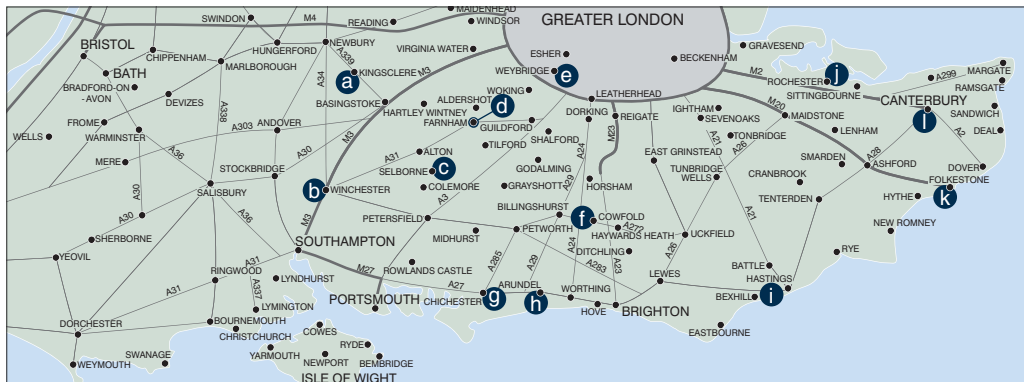 MAIDENHEAD
SWINDON
M4
READING
WINDSOR
GREATER LONDON
BRISTOL
CHIPPENHAM
HUNGERFORD
NEWBURY
VIRGINIA WATER
ESHER
BECKENHAM
GRAVESEND
MARLBOROUGH
A339
A34
a
KINGSCLERE
M3
WEYBRIDGE
e
M2
j
ROCHESTER
A299
MARGATE
BATH
BRADFORD-ON
-AVON
DEVIZES
A338
BASINGSTOKE
WOKING
SITTINGBOURNE
RAMSGATE
HARTLEY WINTNEY
ALDERSHOT
d
LEATHERHEAD
CANTERBURY
l
SANDWICH
FROME
WARMINSTER
A303
ANDOVER
M3
FARNHAM
GUILDFORD
DORKING
REIGATE
M23
IGHTHAM
SEVENOAKS
M20
MAIDSTONE
WELLS
A36
A30
TILFORD
SHALFORD
A24
A21
TONBRIDGE
A26
LENHAM
A2
DEAL
MERE
STOCKBRIDGE
A31
ALTON
c
SELBORNE
GODALMING
EAST GRINSTEAD
SMARDEN
A28
ASHFORD
DOVER
FOLKESTONE
k
A30
SALISBURY
b
WINCHESTER
COLEMORE
GRAYSHOTT
A29
HORSHAM
TUNBRIDGE
WELLS
CRANBROOK
HYTHE
A30
A36
M3
PETERSFIELD
A3
BILLINGSHURST
f
COWFOLD
A272
A21
TENTERDEN
NEW ROMNEY
SHERBORNE
SOUTHAMPTON
MIDHURST
PETWORTH
A24
HAYWARDS HEATH
UCKFIELD
DITCHLING
A26
RYE
YEOVIL
A31
RINGWOOD
M27
ROWLANDS CASTLE
A285
A29
A283
A23
BATTLE
HASTINGS
A31
A337
LYNDHURST
A27
ARUNDEL
WORTHING
LEWES
BEXHILL
i
LYMINGTON
PORTSMOUTH
CHICHESTER
g
h
HOVE
BRIGHTON
DORCHESTER
BOURNEMOUTH
CHRISTCHURCH
COWES
EASTBOURNE
SWANAGE
YARMOUTH
RYDE
WEYMOUTH
NEWPORT
BEMBRIDGE
ISLE OF WIGHT